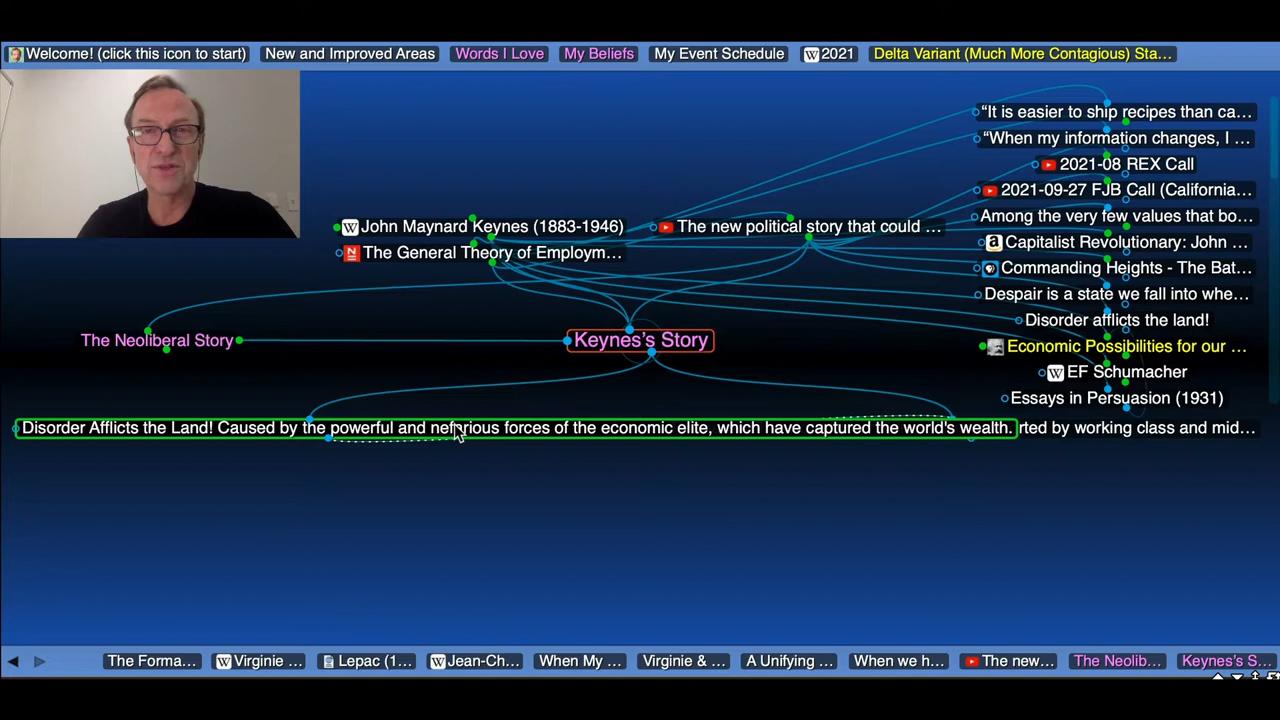 Welcome! (click this icon to start) New and Improved Areas Words I Love My Beliefs My Event Schedule W 2021 Delta Variant (Much More Contagious) Sta...
“It is easier to ship recipes than ca...
“When my information changes, I ...
2021-08 REX Call
2021-09-27 FJB Call (California...
Among the very few values that bo...
W John Maynard Keynes (1883-1946) The new political story that could ...
a Capitalist Revolutionary: John ...
The General Theory of Employm...
Commanding Heights - The Bat...
Despair is a state we fall into whe...
Disorder afflicts the land!
The Neoliberal Story Keynes’s Story
Economic Possibilities for our ...
W EF Schumacher
Essays in Persuasion (1931)
Disorder Afflicts the Land! Caused by the powerful and nefarious forces of the economic elite, which have captured the world's wealth. rted by working class and mid...
The Forma... W Virginie ... Lepac (1... W Jean-Ch... When My ... Virginie & ... A Unifying ... When we h... The new... The Neolib... Keynes’s S...